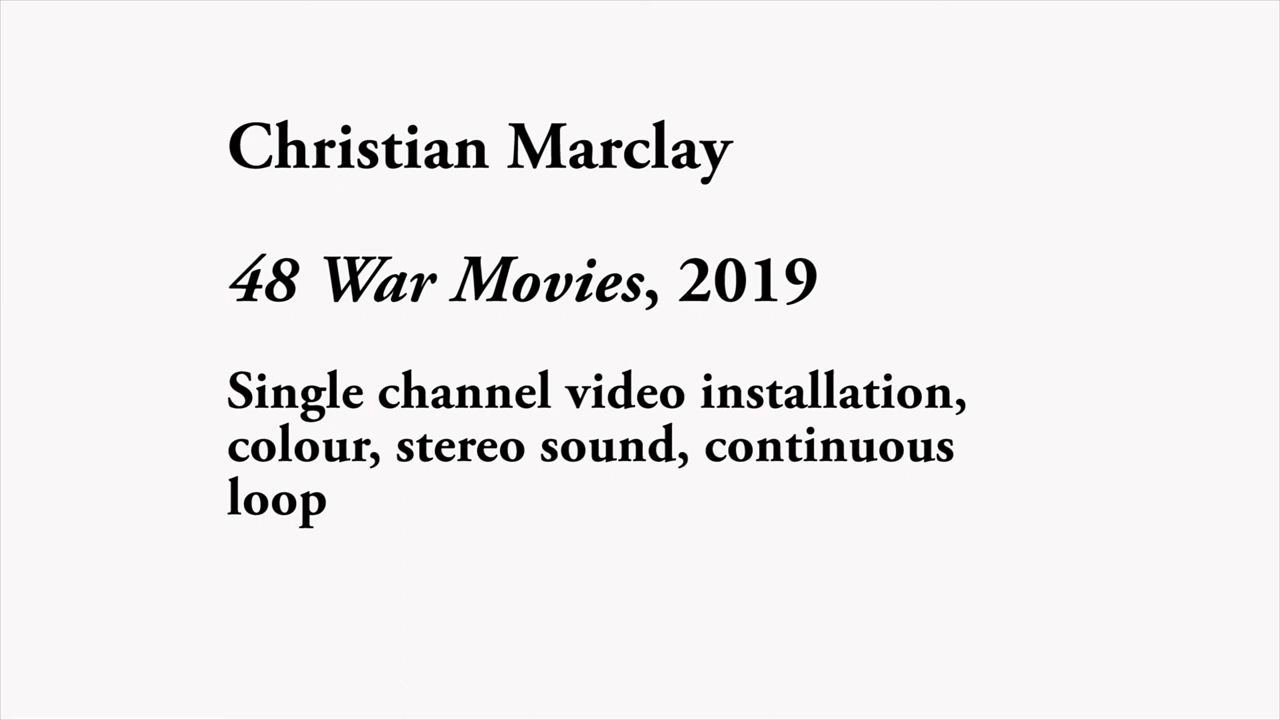 Christian Marclay
48 War Movies, 2019
Single channel video installation,
colour, stereo sound, continuous
loop